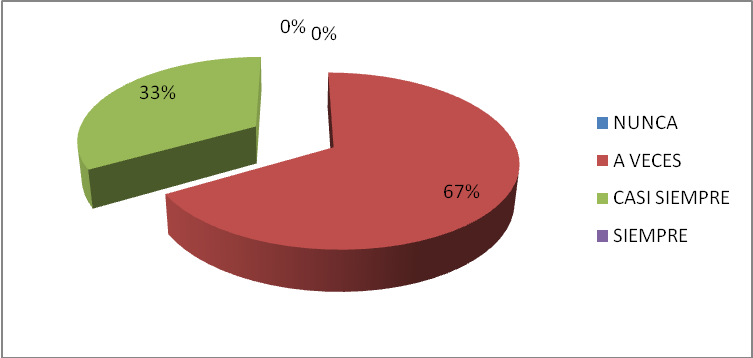 0% 0%
33%
67%
NUNCA
A VECES
CASI SIEMPRE
SIEMPRE